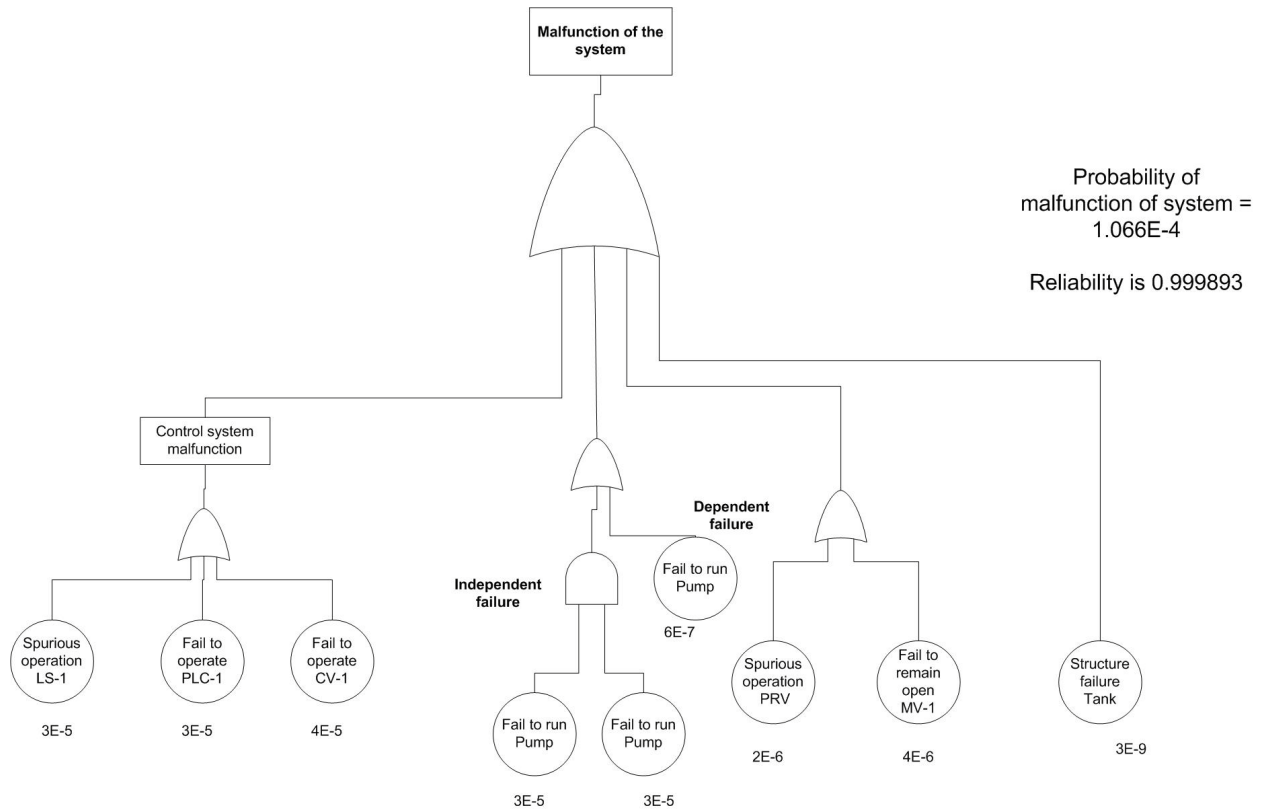 Malfunction of the
system
Probability of
malfunction of system =
1.066E-4
Reliability is 0.999893
Control system
malfunction
Dependent
failure
Independent
failure
Fail to run
Pump
6E-7
Spurious
operation
LS-1
Fail to
operate
PLC-1
Fail to
operate
CV-1
Spurious
operation
PRV
Fail to
remain
open
MV-1
Structure
failure
Tank
3E-5
3E-5
4E-5
Fail to run
Pump
Fail to run
Pump
2E-6
4E-6
3E-9
3E-5
3E-5